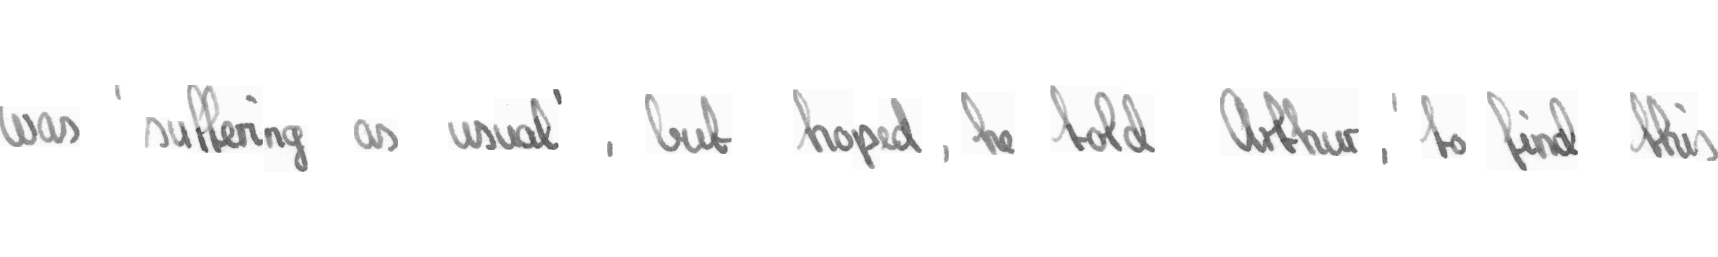 was 'suffering as usual', but hoped, he told Arthur, 'to find this